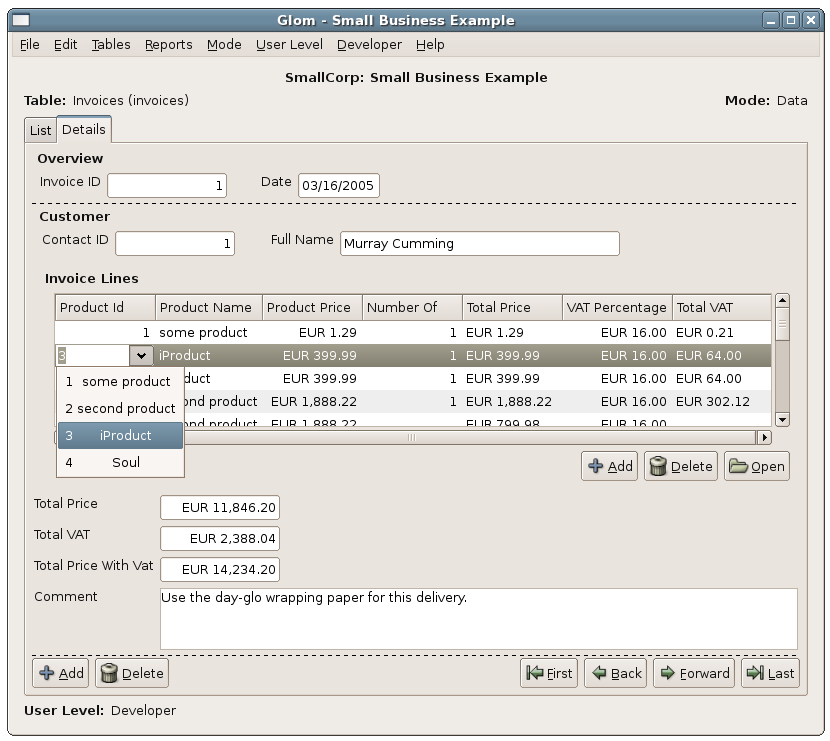 Glom - Small Business Example
File Edit Tables Reports Mode User Level Developer Help
SmallCorp: Small Business Example
Table: Invoices (invoices) Mode: Data
List Details
Overview
Invoice ID 1 Date 03/16/2005
Customer
Contact ID 1 Full Name Murray Cumming
Invoice Lines
Product Id Product Name Product Price Number Of Total Price VAT Percentage Total VAT
1 some product EUR 1.29 1 EUR 1.29 EUR 16.00 EUR 0.21
3 iProduct EUR 399.99 1 EUR 399.99 EUR 16.00 EUR 64.00
duct EUR 399.99 1 EUR 399.99 EUR 16.00 EUR 64.00
ond product EUR 1,888.22 1 EUR 1,888.22 EUR 16.00 EUR 302.12
ond product EUR 1,888.22 EUR 799.98 EUR 16.00
1 some product
2 second product
3 iProduct
4 Soul
Add Delete Open
Total Price EUR 11,846.20
Total VAT EUR 2,388.04
Total Price With Vat EUR 14,234.20
Comment Use the day-glo wrapping paper for this delivery.
Add Delete First Back Forward Last
User Level: Developer